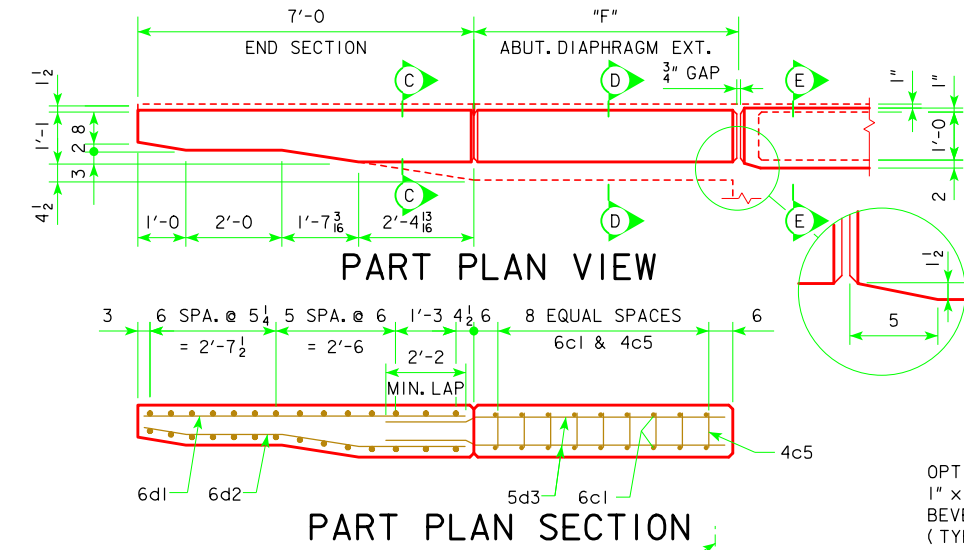 7'-0
"F"
END SECTION
ABUT. DIAPHRAGM EXT.
3/4" GAP
C
D
E
1 1/2
1'-1
8
2
3
4 1/2
1"
1"
1'-0
2
C
D
E
1'-0
2'-0
1'-7 3/16
2'-4 13/16
PART PLAN VIEW
1 1/2
5
3
6 SPA. @ 5 1/4
= 2'-7 1/2
5 SPA. @ 6
= 2'-6
1'-3
4 1/2
6
8 EQUAL SPACES
6c1 & 4c5
6
2'-2
MIN. LAP
4c5
6d1
6d2
5d3
6c1
PART PLAN SECTION
OPT
1" x
BEVE
(TY